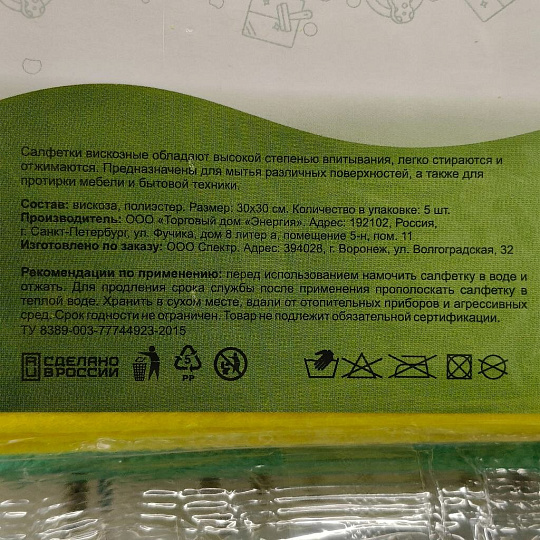 Салфетки вискозные обладают высокой степенью впитывания, легко стираются и
отжимаются. Предназначены для мытья различных поверхностей, а также для
протирки мебели и бытовой техники.
Состав: вискоза, полиэстер. Размер: 30х30 см. Количество в упаковке: 5 шт.
Производитель: ООО «Торговый дом «Энергия». Адрес: 192102, Россия,
г. Санкт-Петербург, ул. Фучика, дом 8 литер а, помещение 5-н, пом. 11
Изготовлено по заказу: ООО Спектр. Адрес: 394028, г. Воронеж, ул. Волгоградская, 32
Рекомендации по применению: перед использованием намочить салфетку в воде и
отжать. Для продления срока службы после применения прополоскать салфетку в
теплой воде. Хранить в сухом месте, вдали от отопительных приборов и агрессивных
сред. Срок годности не ограничен. Товар не подлежит обязательной сертификации.
ТУ 8389-003-77744923-2015
СДЕЛАНО
В РОССИИ
5
PP